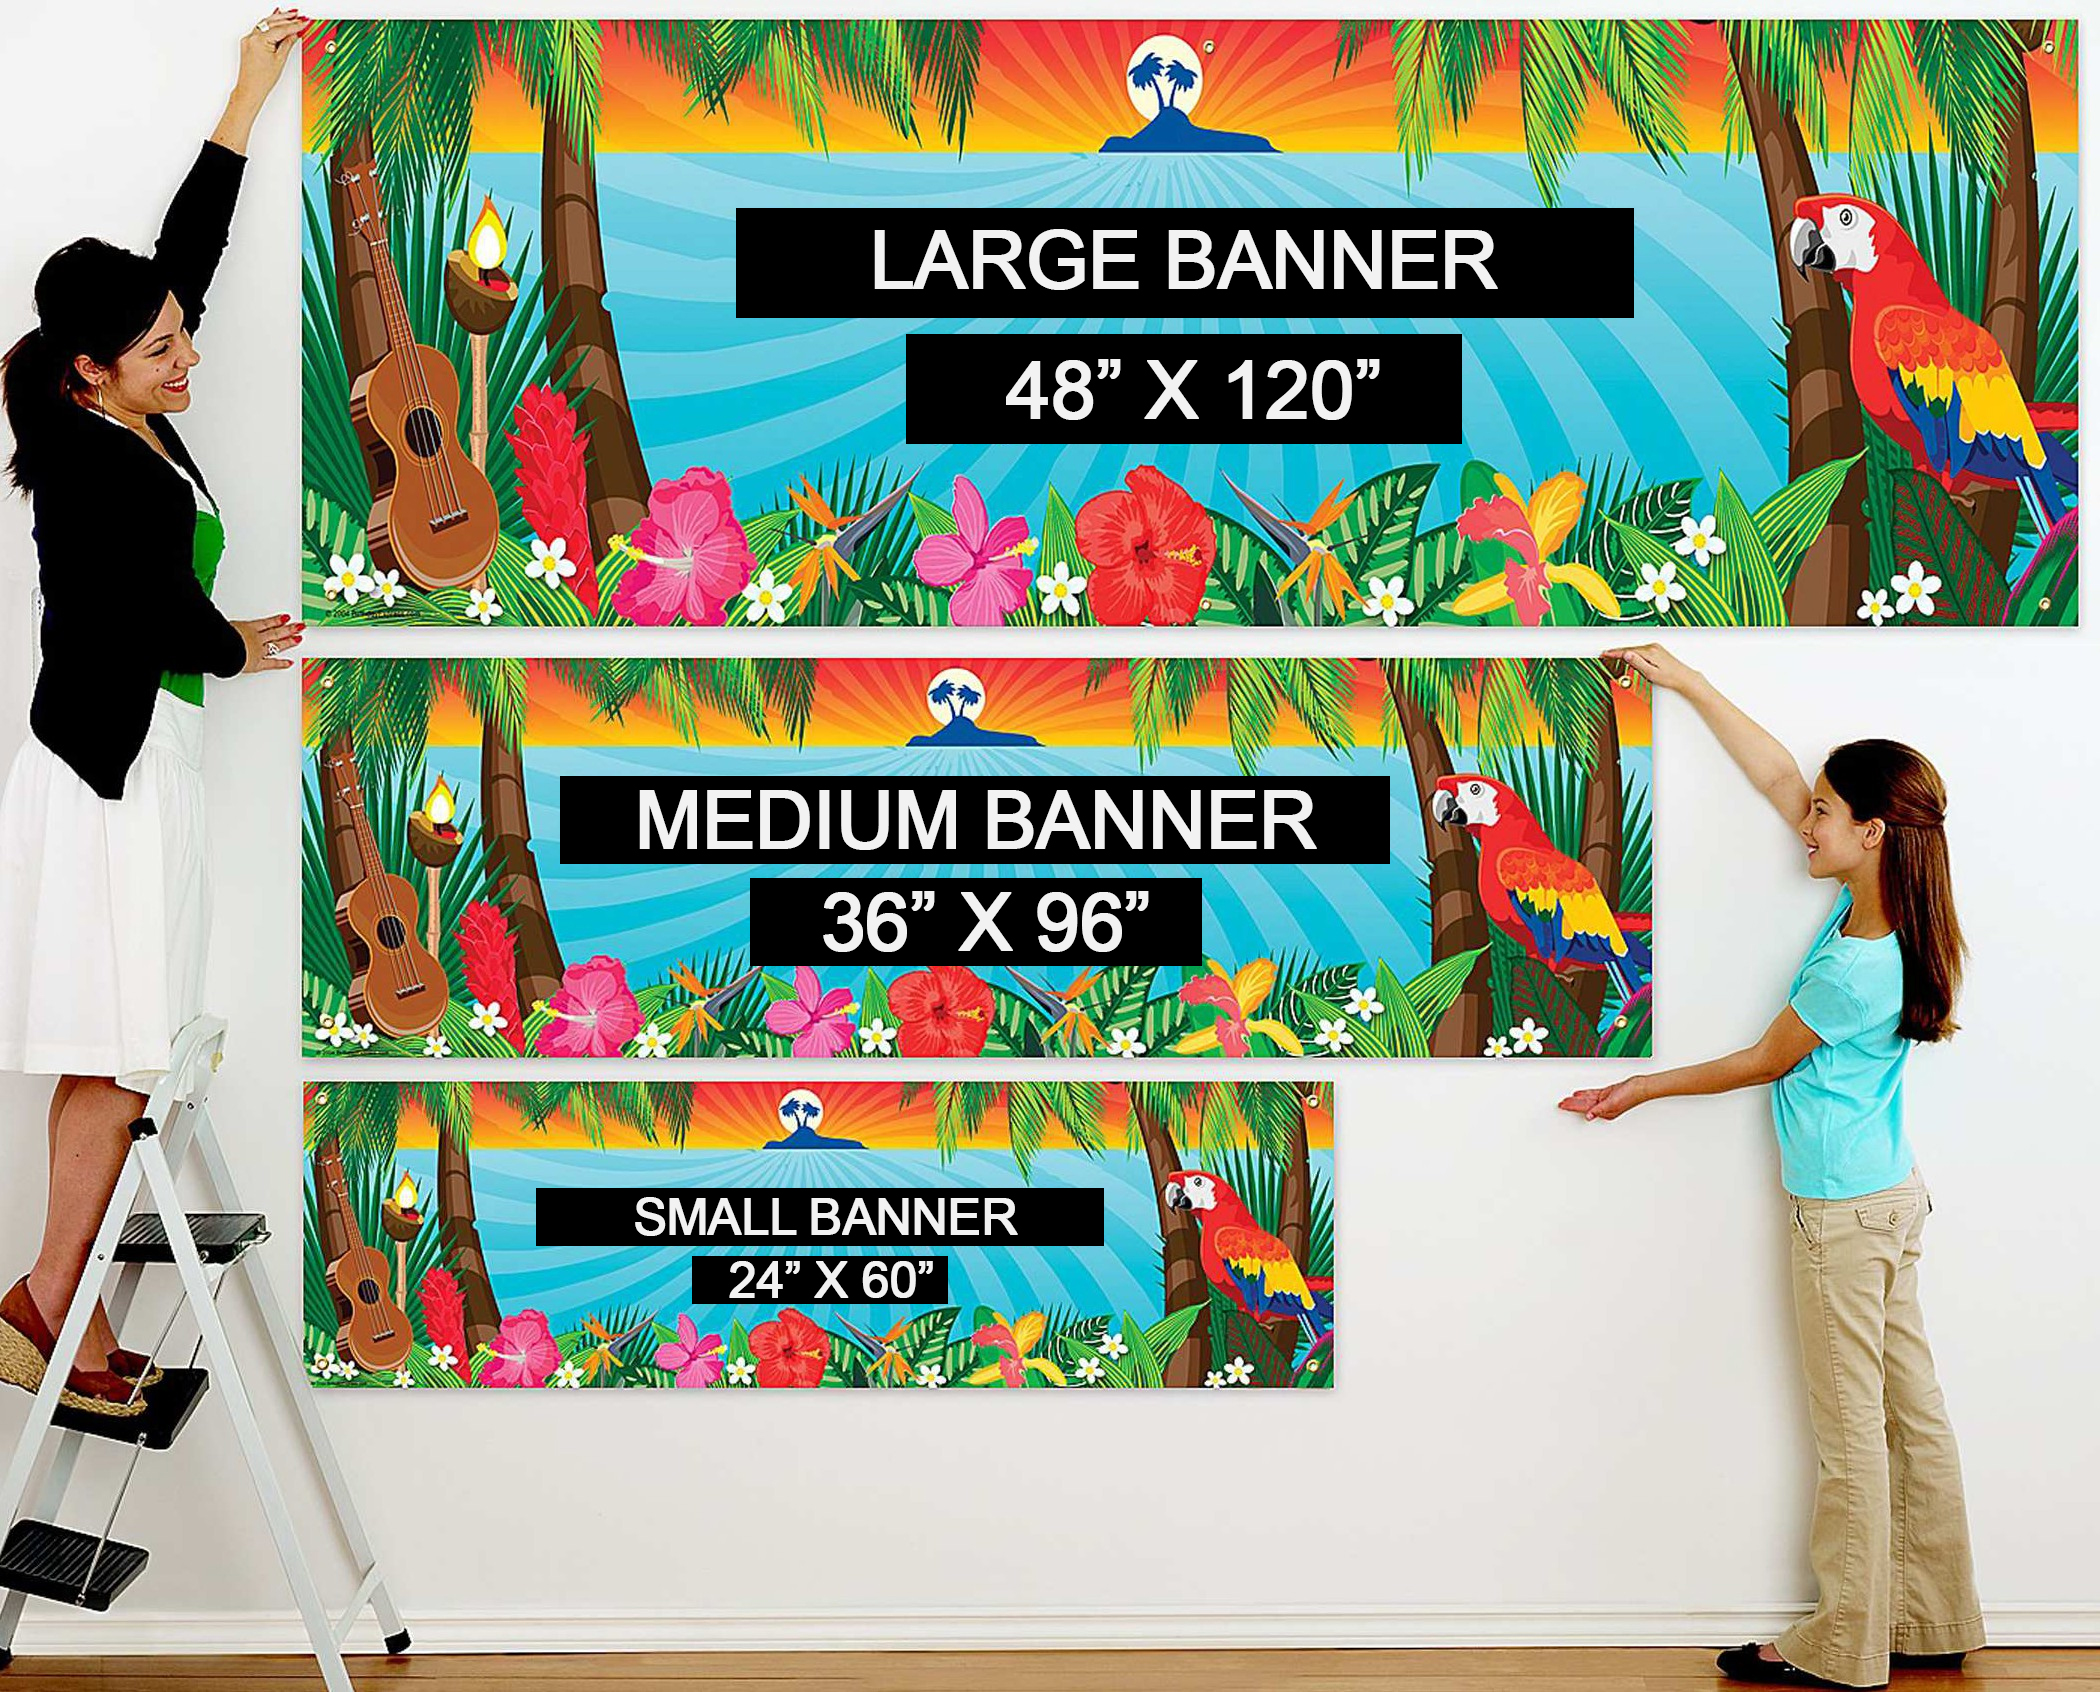 LARGE BANNER
48” X 120”
MEDIUM BANNER
36” X 96”
SMALL BANNER
24” X 60”